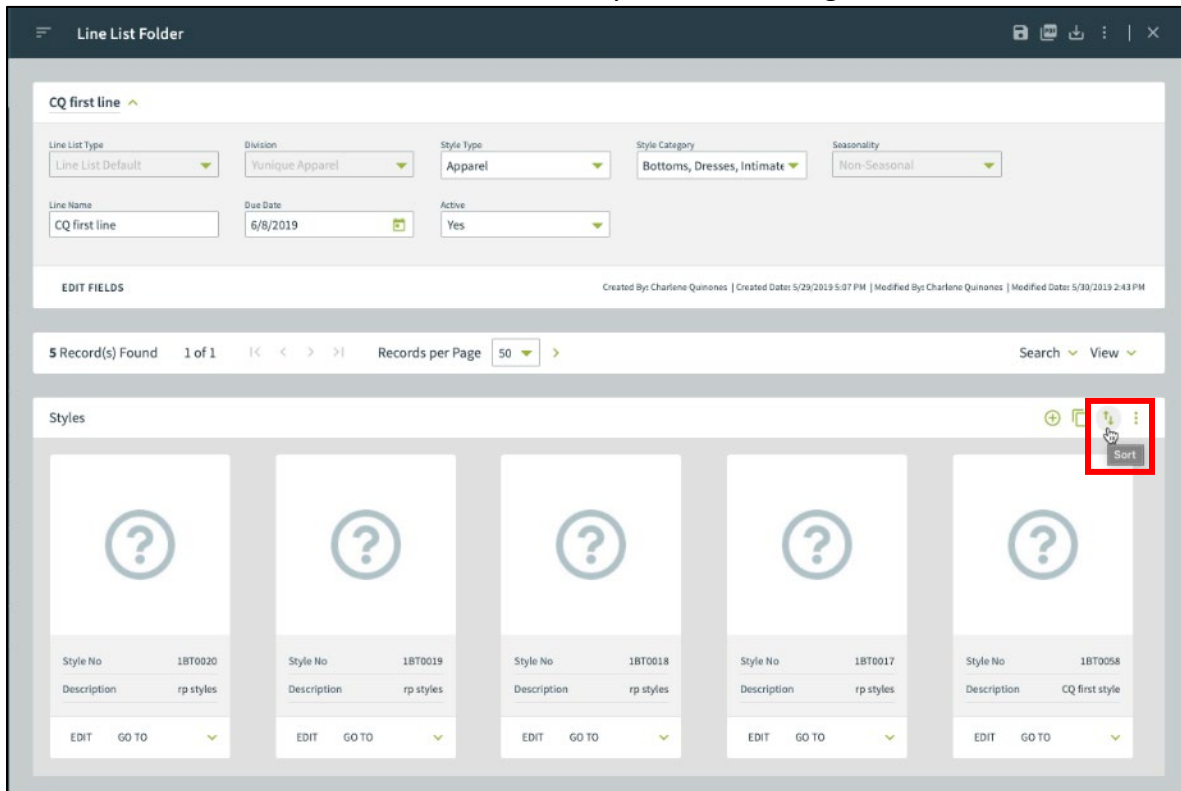 Line List Folder
CQ first line
Line List Type Division Style Type Style Category Seasonality
Line List Default Yunique Apparel Apparel Bottoms, Dresses, Intimate Non-Seasonal
Line Name Due Date Active
CQ first line 6/8/2019 Yes
EDIT FIELDS Created By: Charlene Quinones | Created Date: 5/29/2019 5:07 PM | Modified By: Charlene Quinones | Modified Date: 5/30/2019 2:43 PM
5 Record(s) Found 1 of 1 Records per Page 50 Search View
Styles
Sort
Style No 1BT0020 Style No 1BT0019 Style No 1BT0018 Style No 1BT0017 Style No 1BT0058
Description rp styles Description rp styles Description rp styles Description rp styles Description CQ first style
EDIT GO TO EDIT GO TO EDIT GO TO EDIT GO TO EDIT GO TO